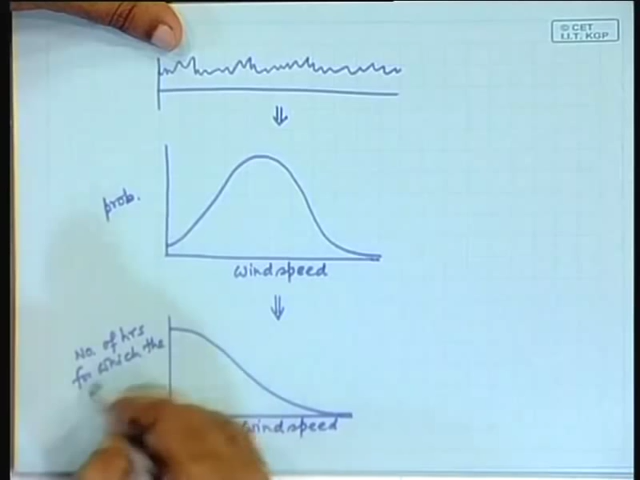 © CET
I.I.T. KGP
prob.
windspeed
No. of hrs
for which the
windspeed